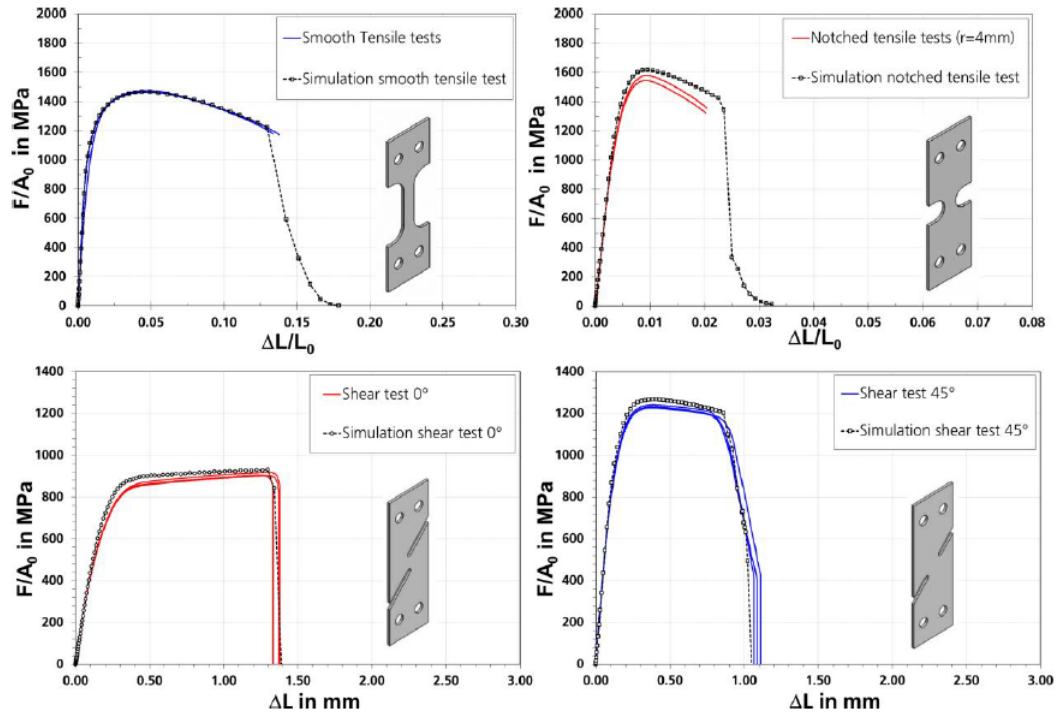 2000
1800
1600
1400
1200
1000
800
600
400
200
0
F/A0 in MPa
Smooth Tensile tests
Simulation smooth tensile test
0.00 0.05 0.10 0.15 0.20 0.25 0.30
ΔL/L0
2000
1800
1600
1400
1200
1000
800
600
400
200
0
F/A0 in MPa
Notched tensile tests (r=4mm)
Simulation notched tensile test
0.00 0.01 0.02 0.03 0.04 0.05 0.06 0.07 0.08
ΔL/L0
1400
1200
1000
800
600
400
200
0
F/A0 in MPa
Shear test 0°
Simulation shear test 0°
0.00 0.50 1.00 1.50 2.00 2.50 3.00
ΔL in mm
1400
1200
1000
800
600
400
200
0
F/A0 in MPa
Shear test 45°
Simulation shear test 45°
0.00 1.00 2.00 3.00
ΔL in mm